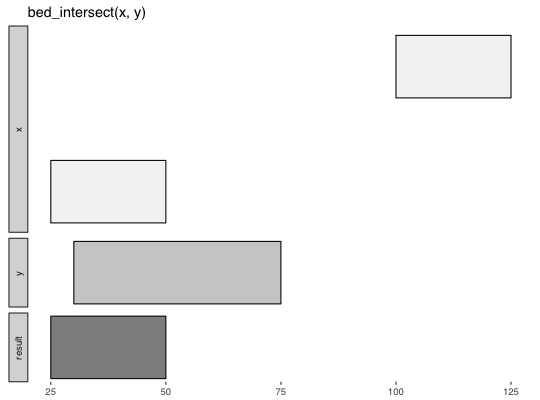 bed_intersect(x, y)
x
y
result
25 50 75 100 125